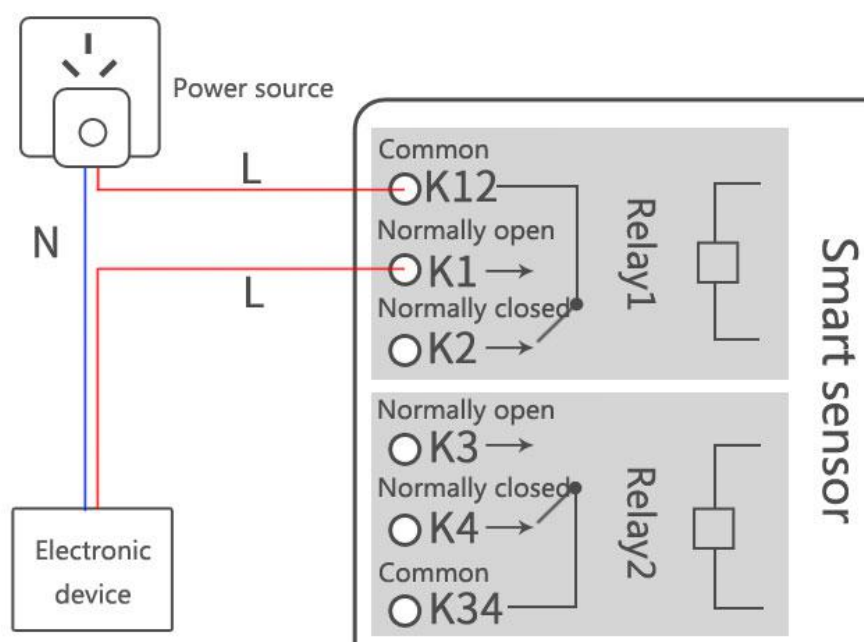 Power source
L
N
L
Common
K12
Normally open
K1
Normally closed
K2
Relay1
Normally open
K3
Normally closed
K4
Common
K34
Relay2
Smart sensor
Electronic
device